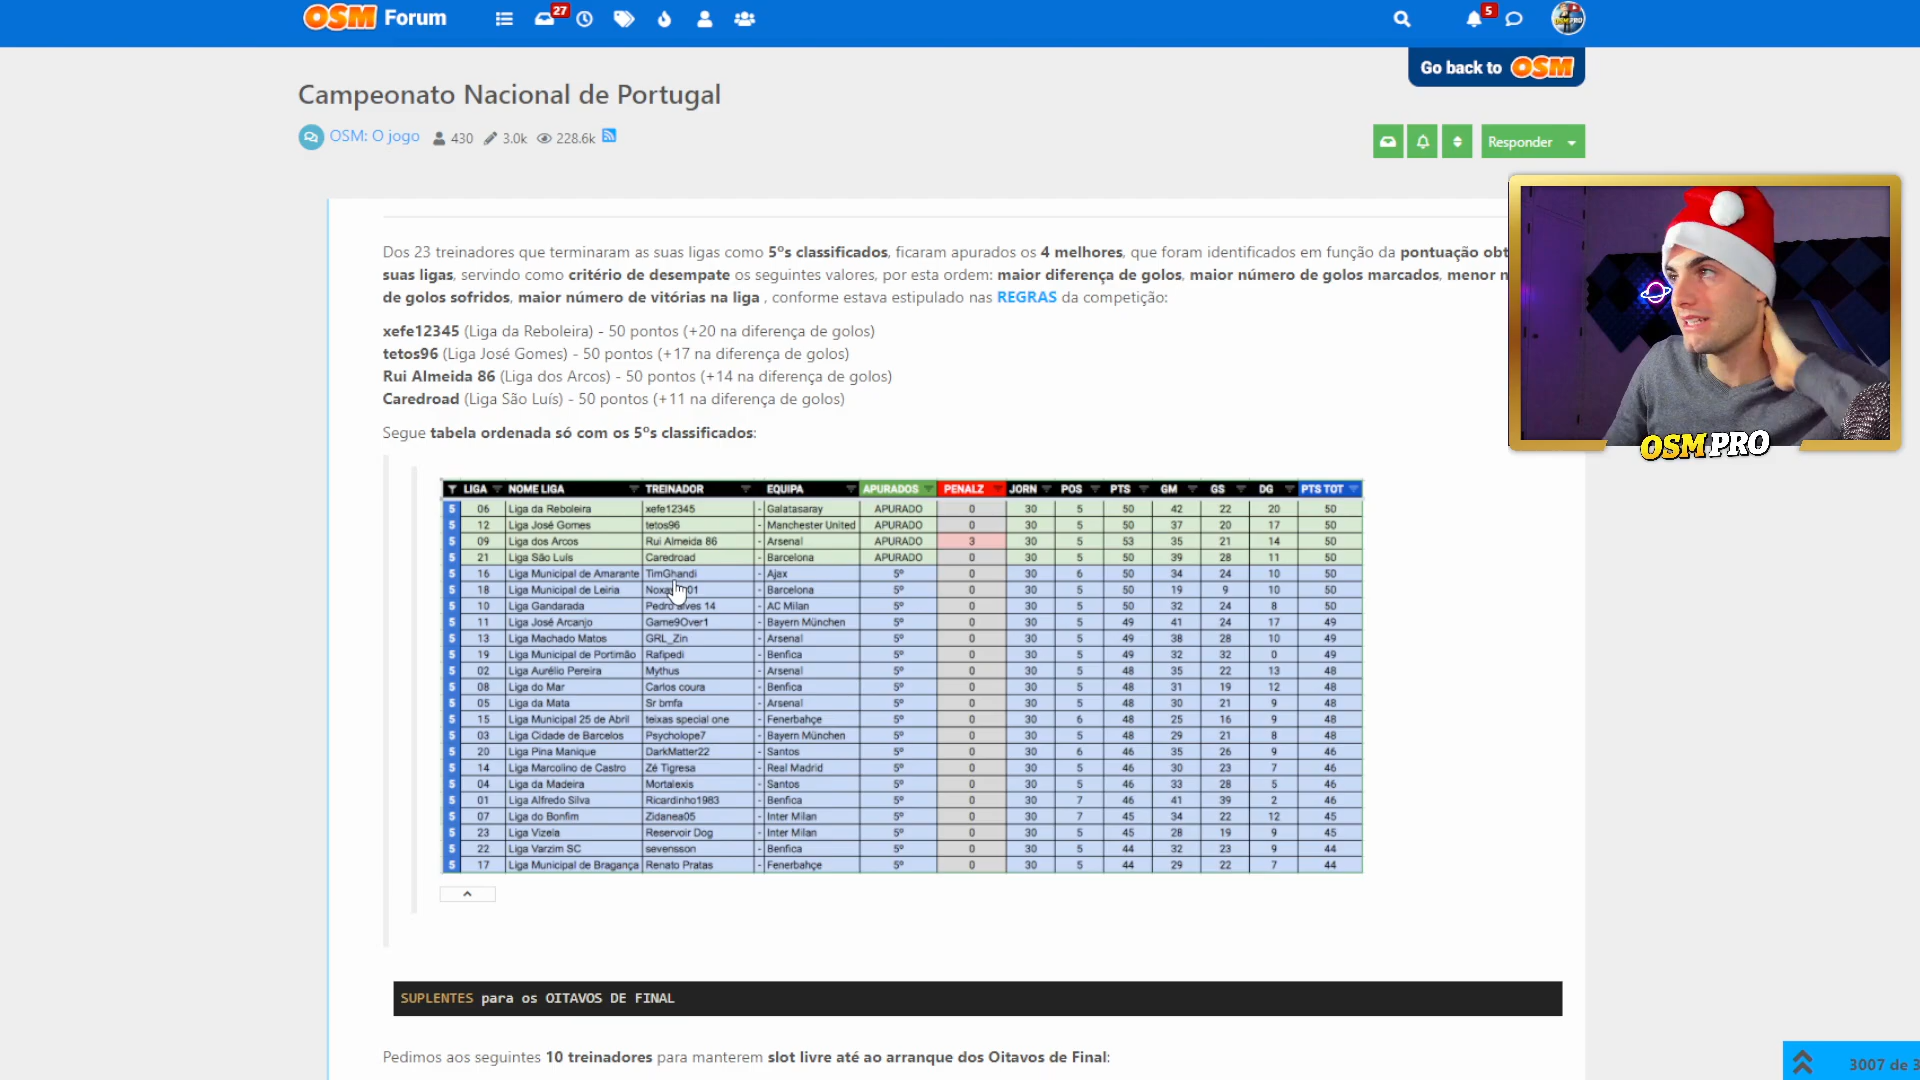 OSM Forum
27
5
Go back to OSM
Campeonato Nacional de Portugal
OSM: O jogo 430 3.0k 228.6k
Responder
Dos 23 treinadores que terminaram as suas ligas como 5ºs classificados, ficaram apurados os 4 melhores, que foram identificados em função da pontuação obt
suas ligas, servindo como critério de desempate os seguintes valores, por esta ordem: maior diferença de golos, maior número de golos marcados, menor n
de golos sofridos, maior número de vitórias na liga , conforme estava estipulado nas REGRAS da competição:
xefe12345 (Liga da Reboleira) - 50 pontos (+20 na diferença de golos)
tetos96 (Liga José Gomes) - 50 pontos (+17 na diferença de golos)
Rui Almeida 86 (Liga dos Arcos) - 50 pontos (+14 na diferença de golos)
Caredroad (Liga São Luís) - 50 pontos (+11 na diferença de golos)
OSM PRO
Segue tabela ordenada só com os 5ºs classificados:
LIGA NOME LIGA TREINADOR EQUIPA APURADOS PENALZ JORN POS PTS GM GS DG PTS TOT
5 06 Liga da Reboleira xefe12345 - Galatasaray APURADO 0 30 5 50 42 22 20 50
5 12 Liga José Gomes tetos96 - Manchester United APURADO 0 30 5 50 37 20 17 50
5 09 Liga dos Arcos Rui Almeida 86 - Arsenal APURADO 3 30 5 53 35 21 14 50
5 21 Liga São Luís Caredroad - Barcelona APURADO 0 30 5 50 39 28 11 50
5 16 Liga Municipal de Amarante TimGhandi - Ajax 5º 0 30 6 50 34 24 10 50
5 18 Liga Municipal de Leiria - Barcelona 5º 0 30 5 50 19 9 10 50
5 10 Liga Gandarada Pedro alves 14 - AC Milan 5º 0 30 5 50 32 24 8 50
5 11 Liga José Arcanjo Game9Over1 - Bayern München 5º 0 30 5 49 41 24 17 49
5 13 Liga Machado Matos GRL_Zin - Arsenal 5º 0 30 5 49 38 28 10 49
5 19 Liga Municipal de Portimão Rafipedi - Benfica 5º 0 30 5 49 32 32 0 49
5 02 Liga Aurélio Pereira Mythus - Arsenal 5º 0 30 5 48 35 22 13 48
5 08 Liga do Mar Carlos coura - Benfica 5º 0 30 5 48 31 19 12 48
5 05 Liga da Mata Sr bmfa - Arsenal 5º 0 30 5 48 30 21 9 48
5 15 Liga Municipal 25 de Abril teixas special one - Fenerbahçe 5º 0 30 6 48 25 16 9 48
5 03 Liga Cidade de Barcelos Psycholope7 - Bayern München 5º 0 30 5 48 29 21 8 48
5 20 Liga Pina Manique DarkMatter22 - Santos 5º 0 30 6 46 35 26 9 46
5 14 Liga Marcolino de Castro Zé Tigresa - Real Madrid 5º 0 30 5 46 30 23 7 46
5 04 Liga da Madeira Mortalexis - Santos 5º 0 30 5 46 33 28 5 46
5 01 Liga Alfredo Silva Ricardinho1983 - Benfica 5º 0 30 7 46 41 39 2 46
5 07 Liga do Bonfim Zidanea05 - Inter Milan 5º 0 30 7 45 34 22 12 45
5 23 Liga Vizela Reservoir Dog - Inter Milan 5º 0 30 5 45 28 19 9 45
5 22 Liga Varzim SC sevensson - Benfica 5º 0 30 5 44 32 23 9 44
5 17 Liga Municipal de Bragança Renato Pratas - Fenerbahçe 5º 0 30 5 44 29 22 7 44
SUPLENTES para os OITAVOS DE FINAL
Pedimos aos seguintes 10 treinadores para manterem slot livre até ao arranque dos Oitavos de Final:
3007 de 3